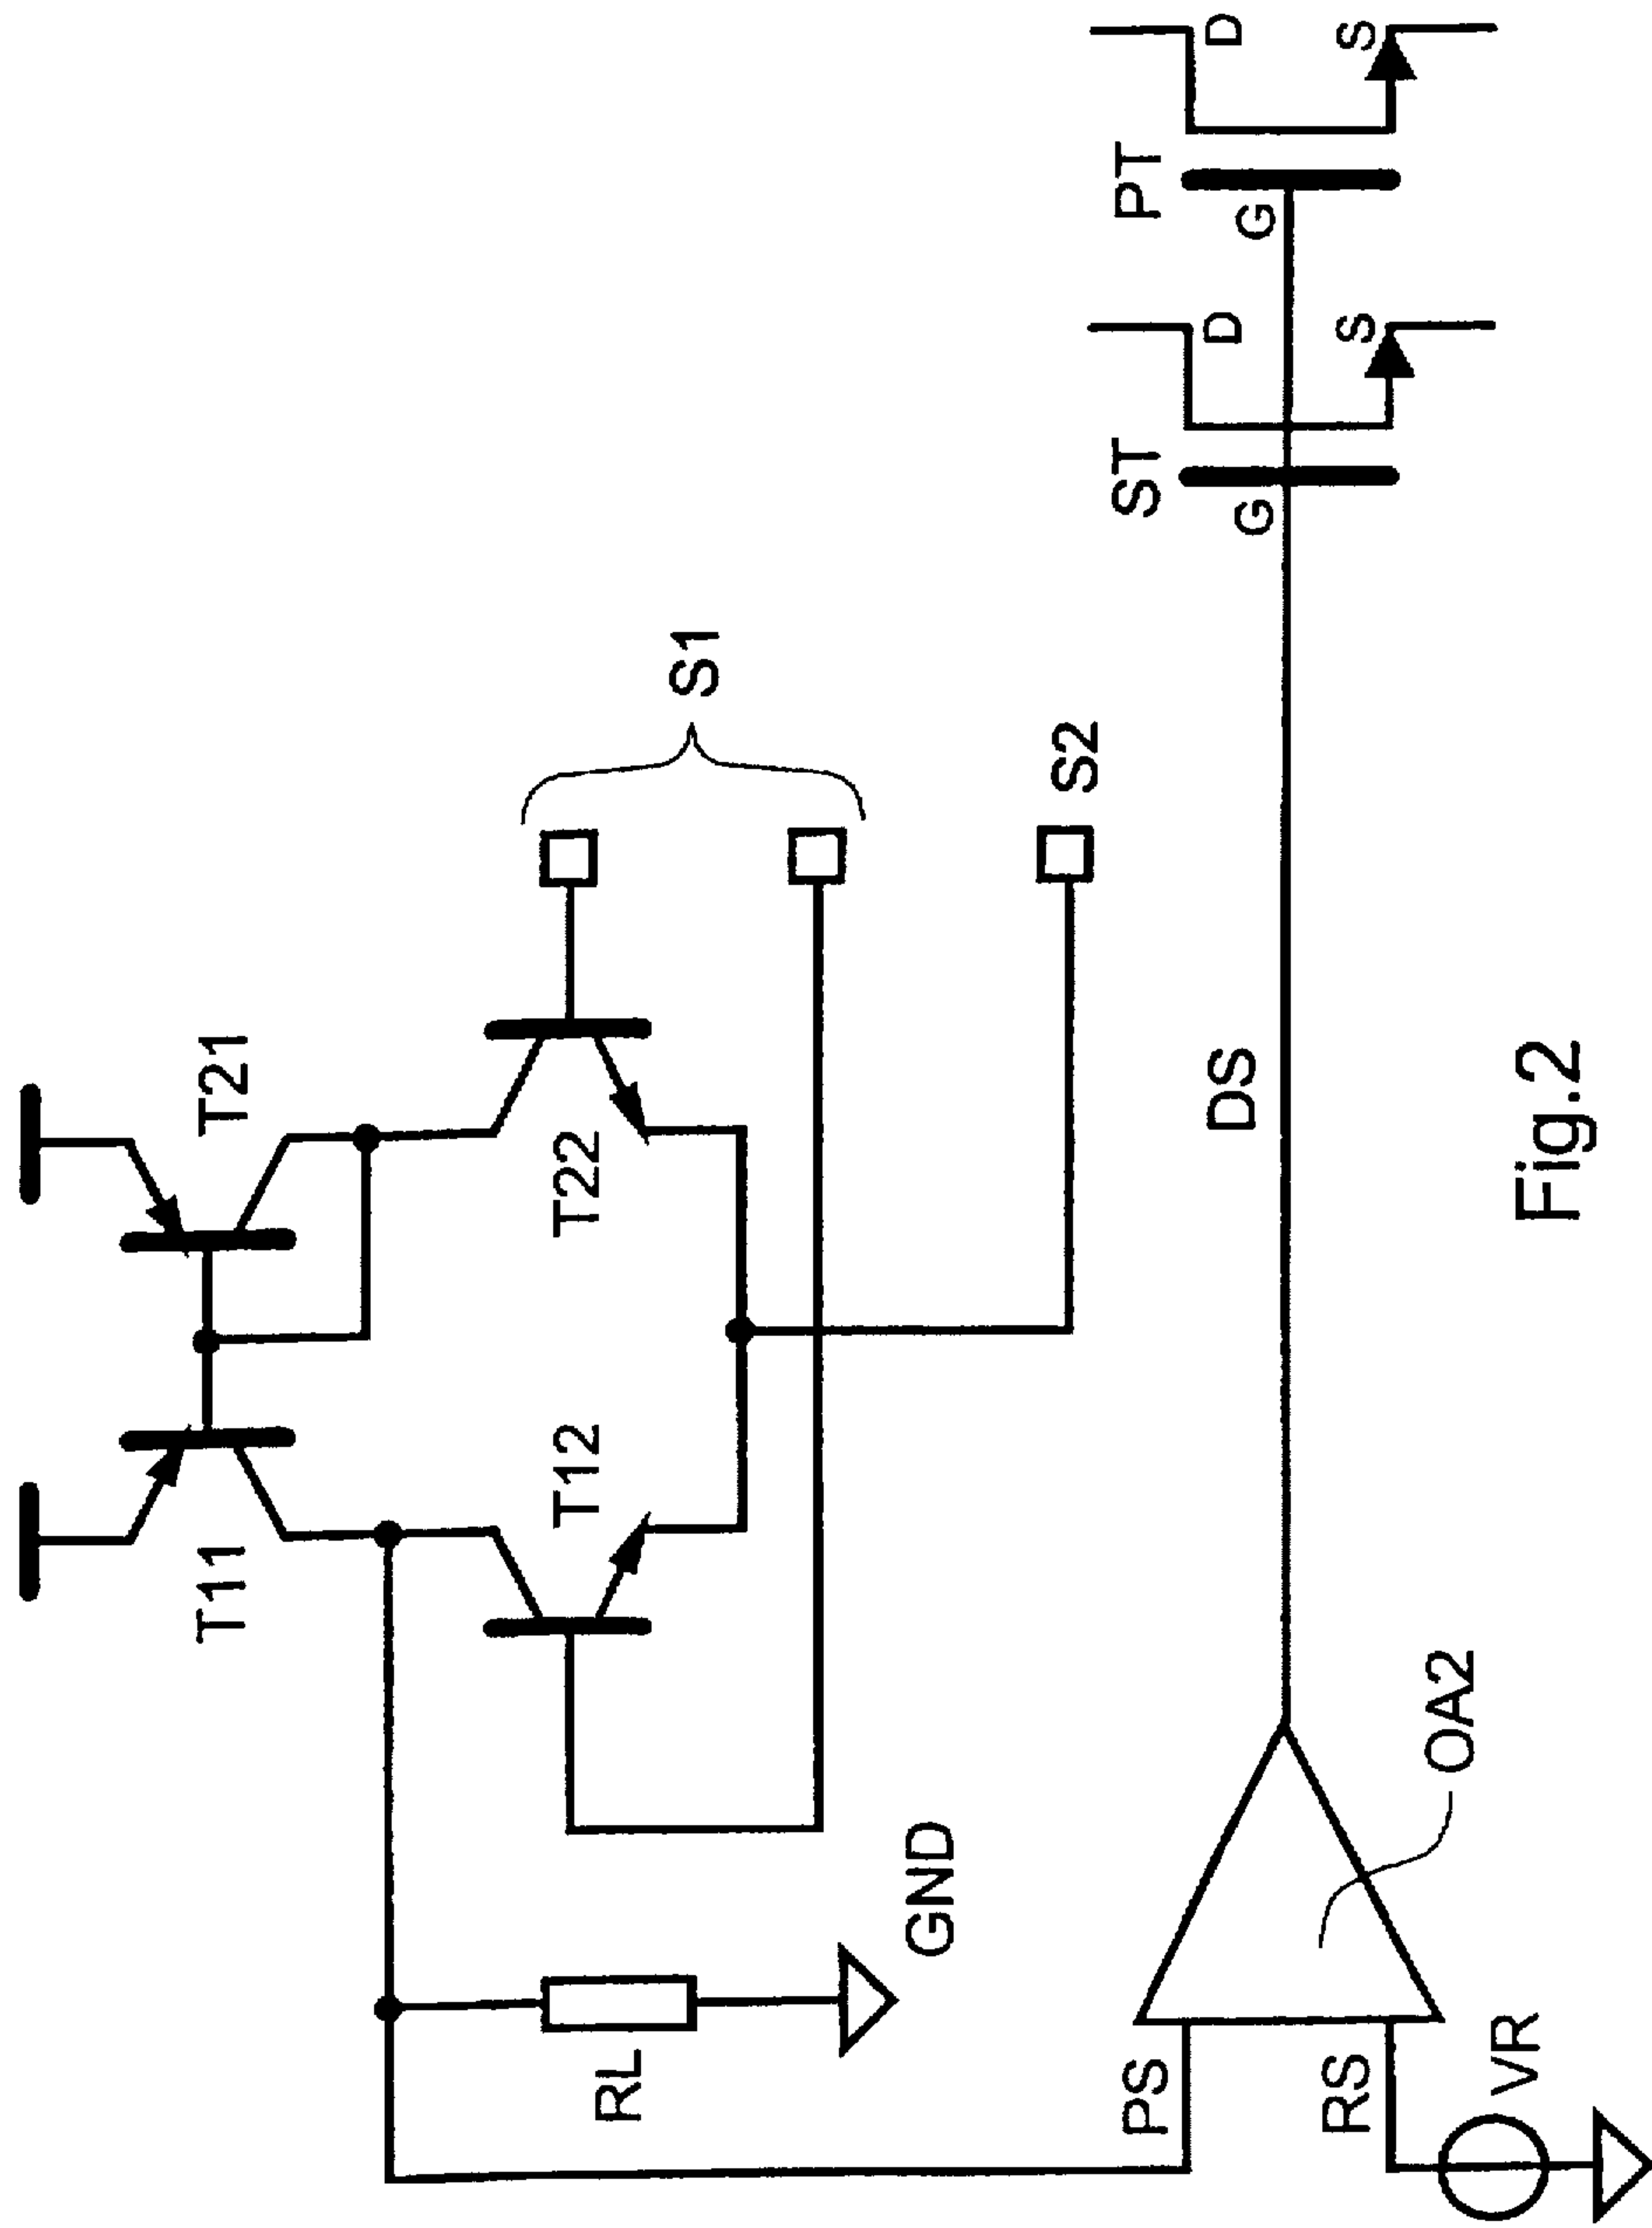 T11
T21
T12
T22
S1
RL
GND
S2
PS
RS
VR
OA2
DS
ST
G
D
S
PT
G
D
S
Fig.2